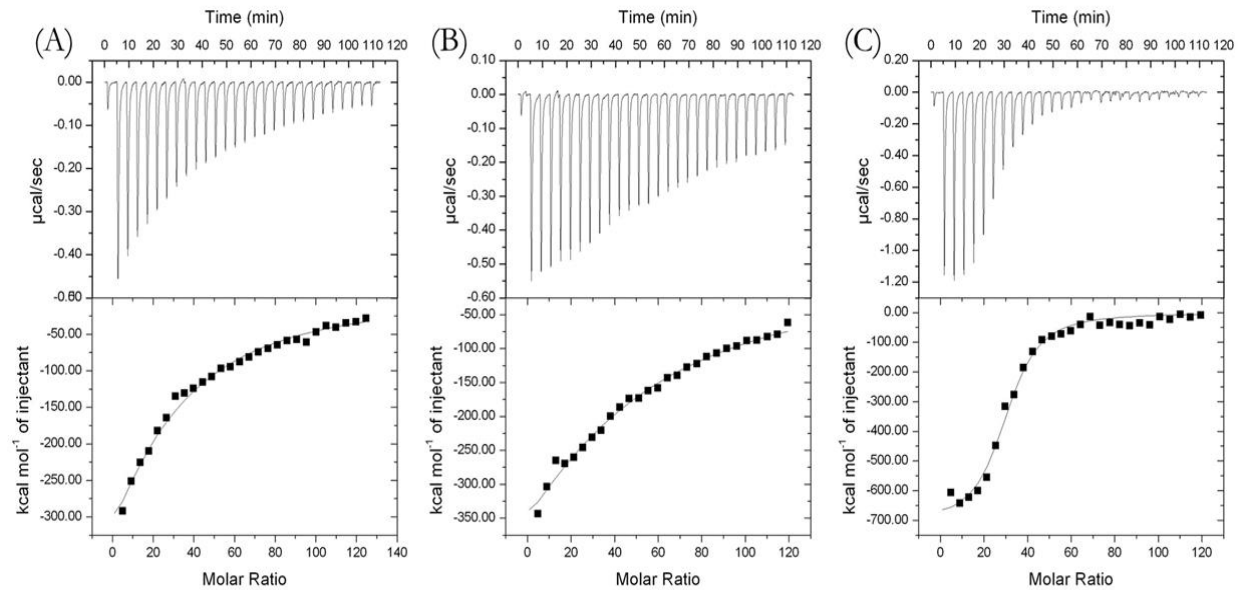 Time (min)
(A)
0 10 20 30 40 50 60 70 80 90 100 110 120
0.00
-0.10
-0.20
-0.30
-0.40
-0.50
µcal/sec
-50.00
-100.00
-150.00
-200.00
-250.00
-300.00
kcal mol⁻¹ of injectant
0 20 40 60 80 100 120 140
Molar Ratio
Time (min)
(B)
0 10 20 30 40 50 60 70 80 90 100 110 120
0.10
0.00
-0.10
-0.20
-0.30
-0.40
-0.50
-0.60
µcal/sec
-50.00
-100.00
-150.00
-200.00
-250.00
-300.00
-350.00
kcal mol⁻¹ of injectant
0 20 40 60 80 100 120
Molar Ratio
Time (min)
(C)
0 10 20 30 40 50 60 70 80 90 100 110 120
0.20
0.00
-0.20
-0.40
-0.60
-0.80
-1.00
-1.20
µcal/sec
0.00
-100.00
-200.00
-300.00
-400.00
-500.00
-600.00
-700.00
kcal mol⁻¹ of injectant
0 20 40 60 80 100 120
Molar Ratio